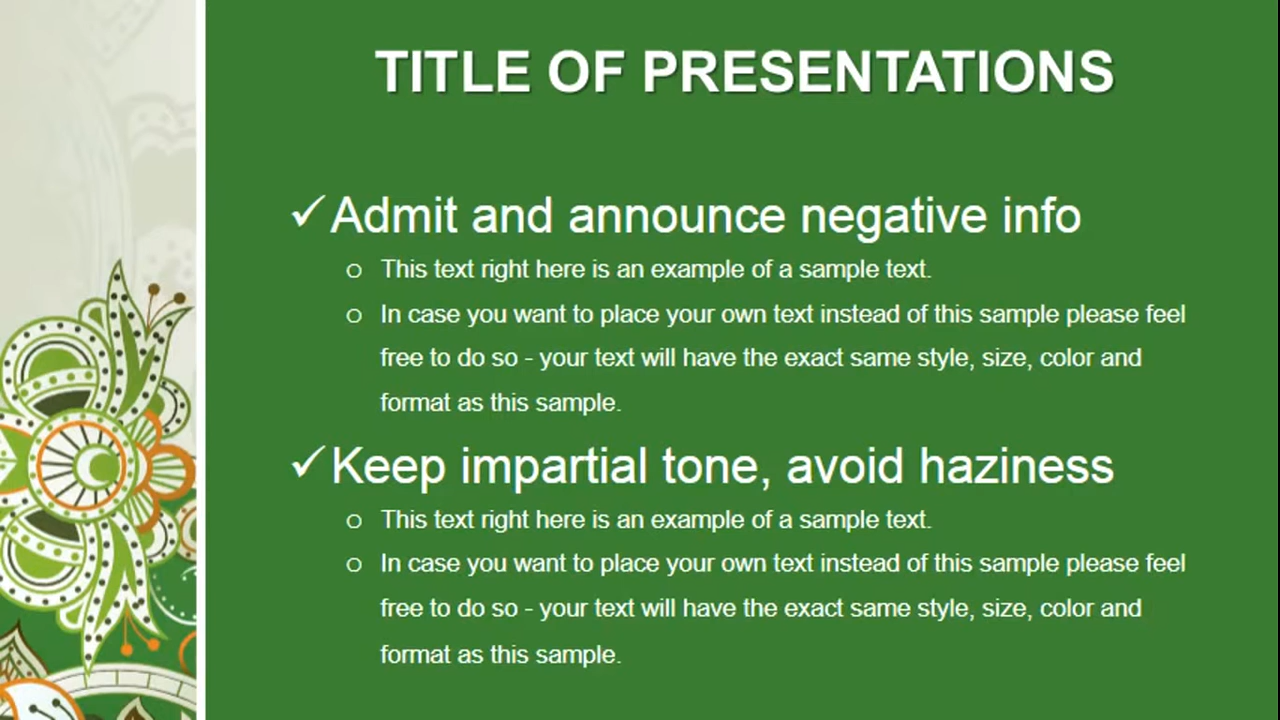 TITLE OF PRESENTATIONS
✓Admit and announce negative info
o This text right here is an example of a sample text.
o In case you want to place your own text instead of this sample please feel
free to do so - your text will have the exact same style, size, color and
format as this sample.
✓Keep impartial tone, avoid haziness
o This text right here is an example of a sample text.
o In case you want to place your own text instead of this sample please feel
free to do so - your text will have the exact same style, size, color and
format as this sample.